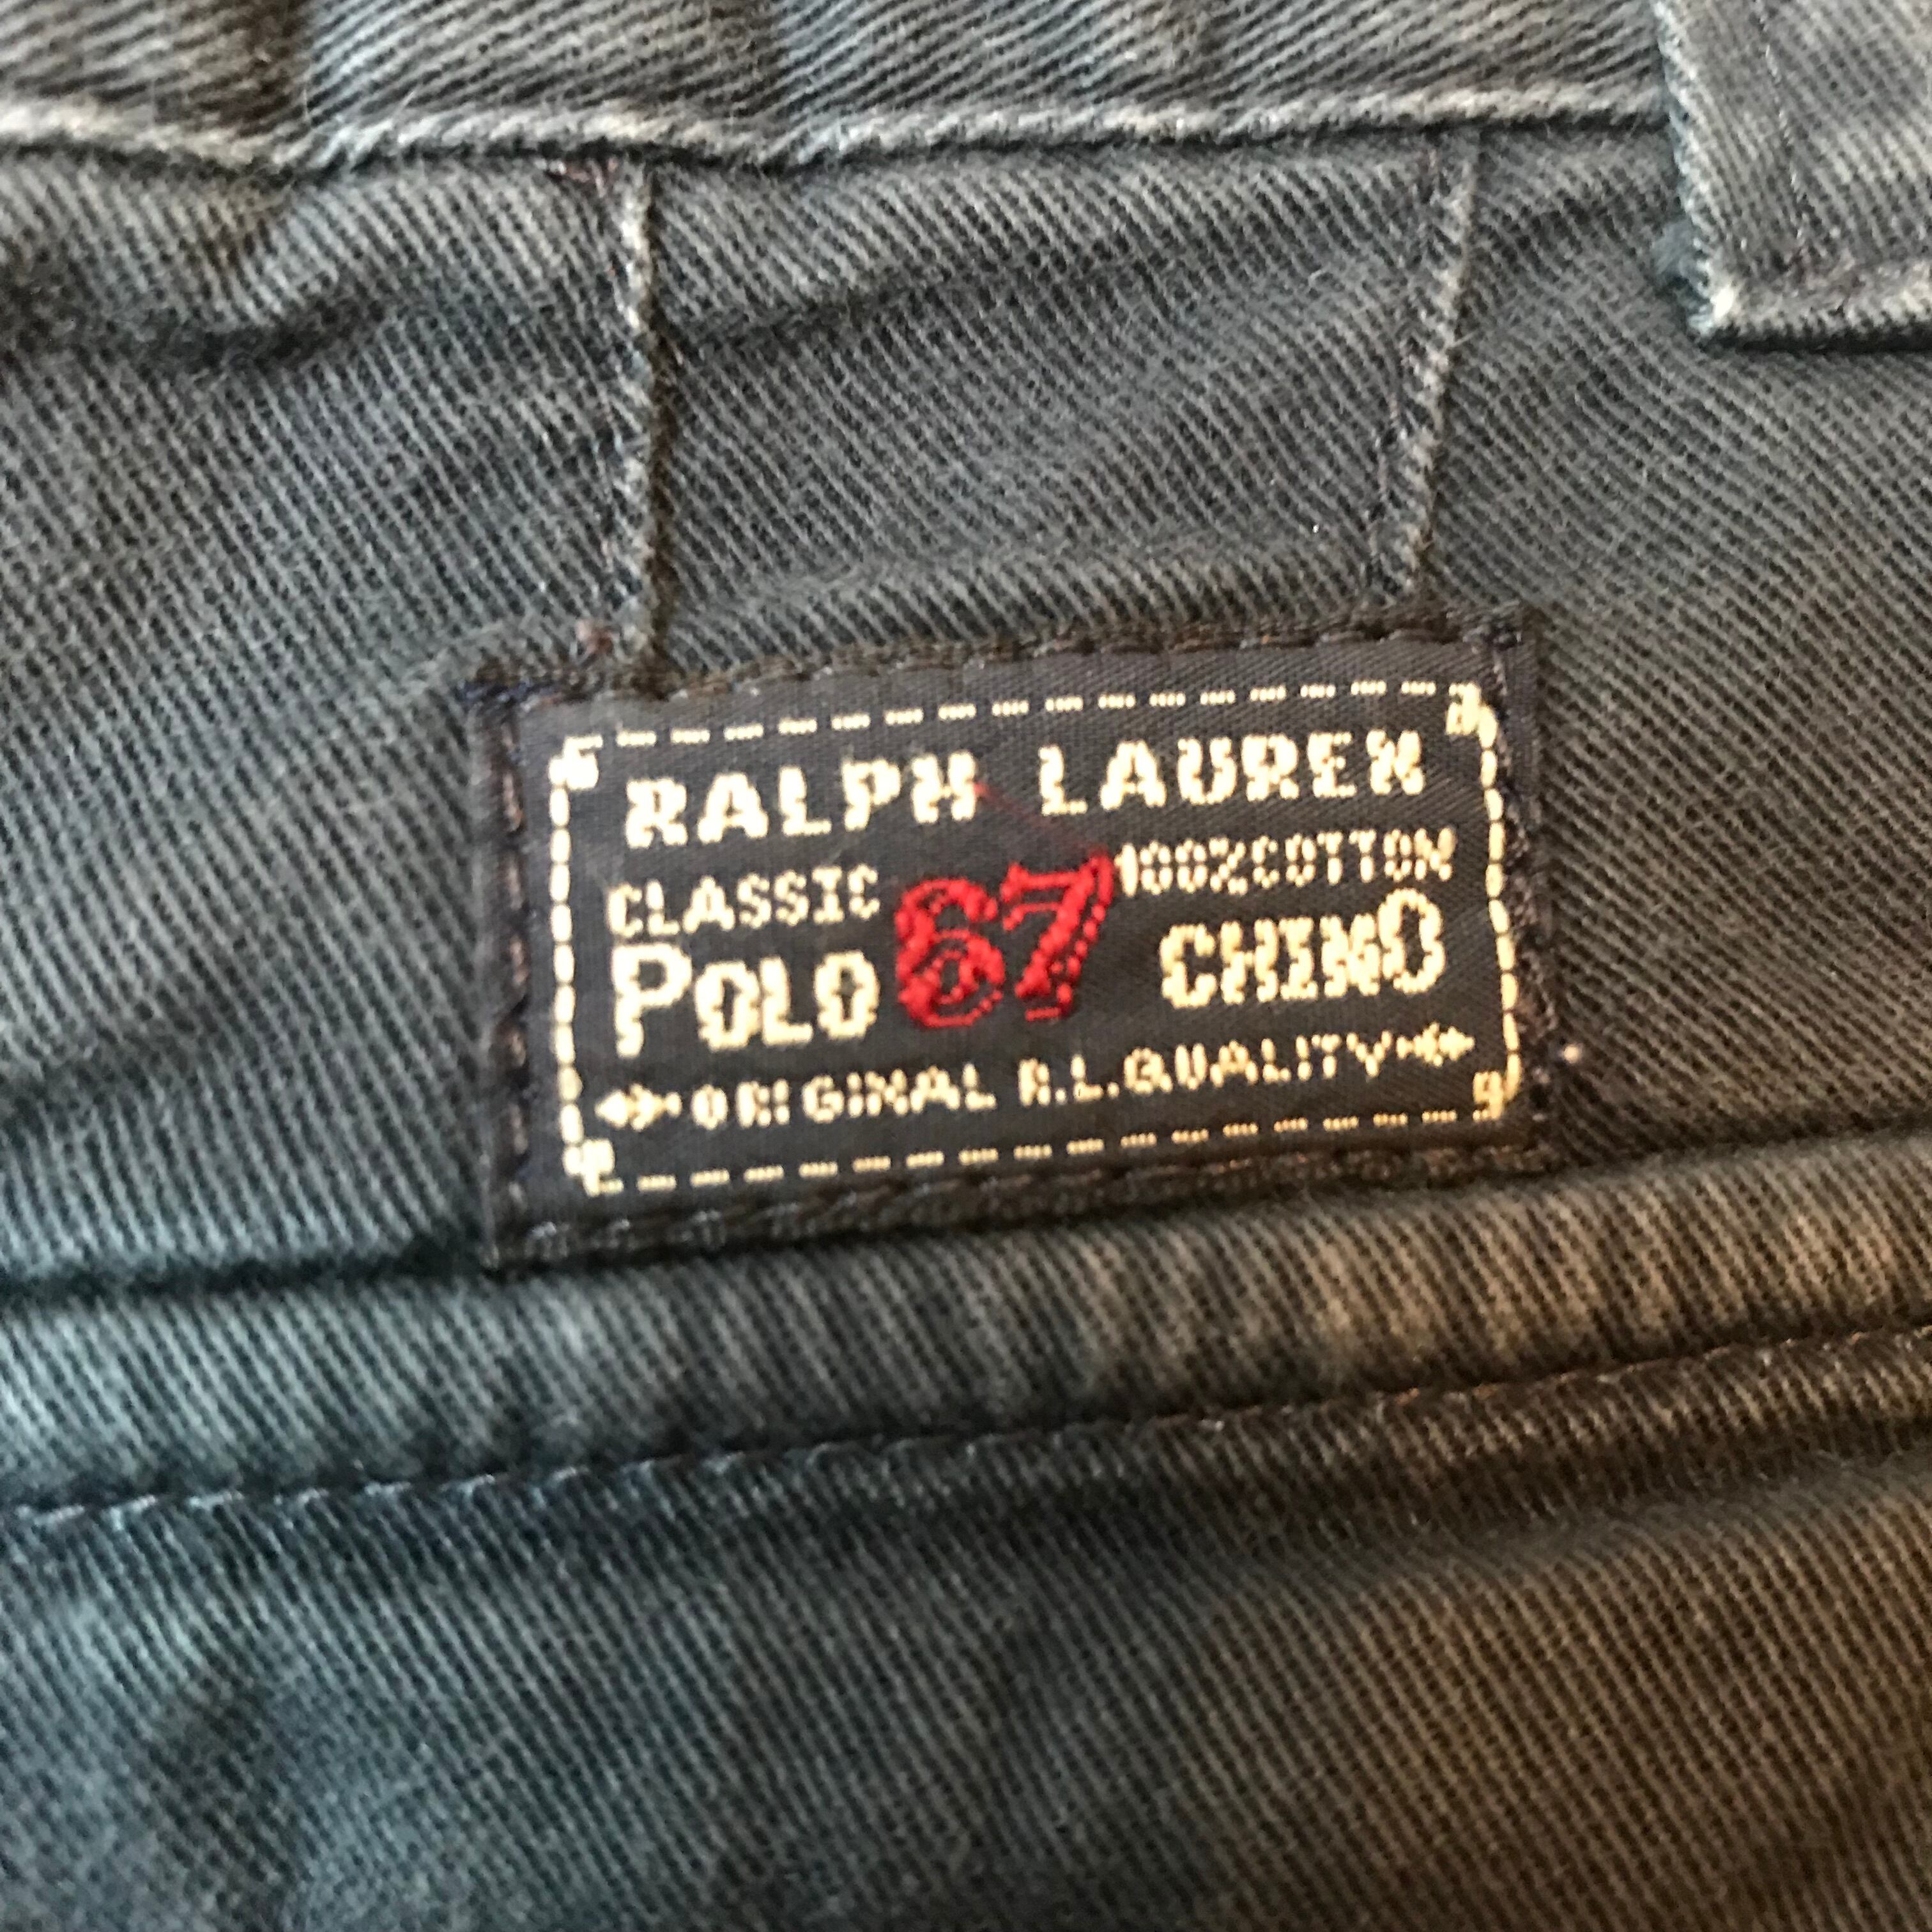 RALPH LAUREN
CLASSIC 67 100% COTTON
POLO CHINO
ORIGINAL R.L. QUALITY